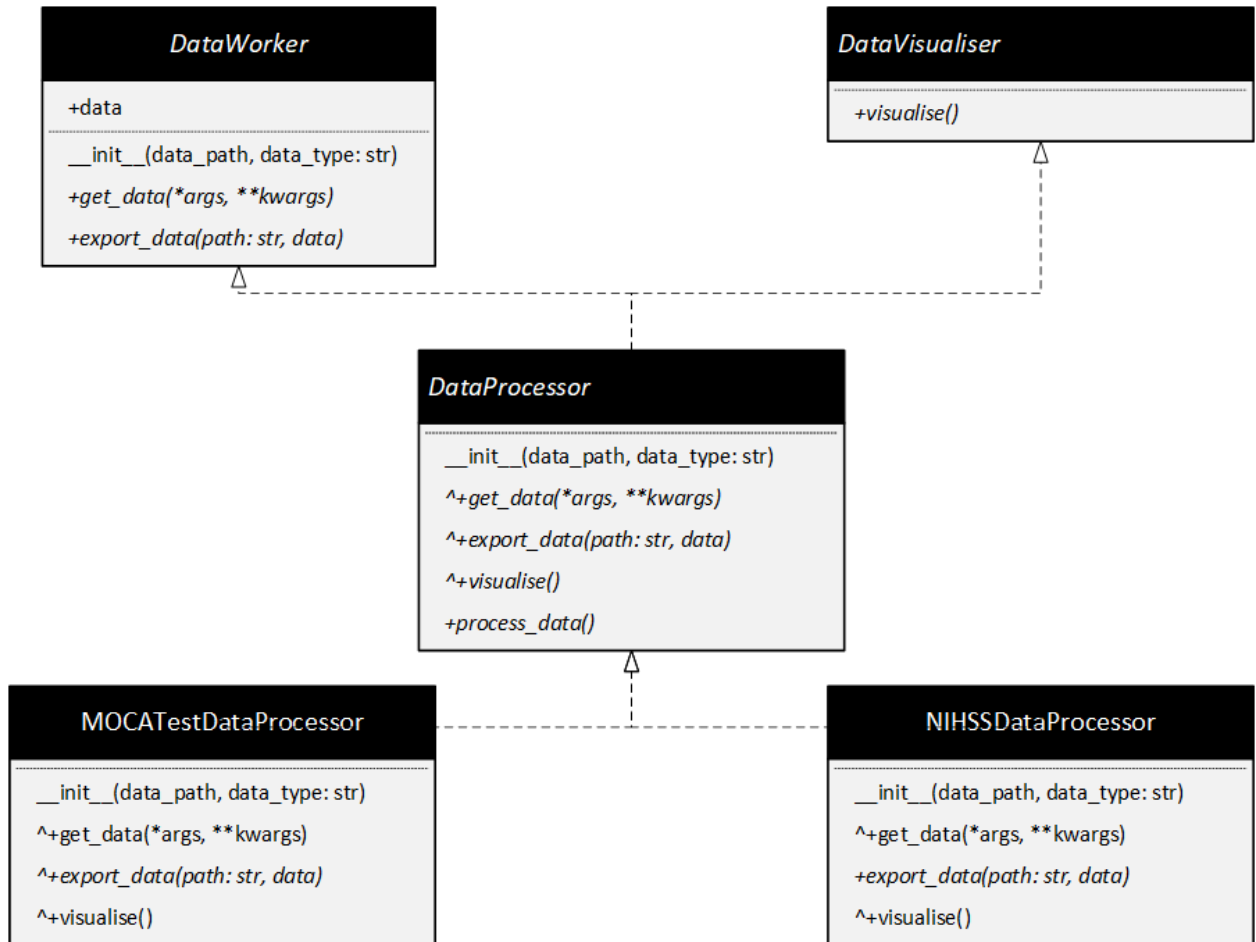 DataWorker
+data
__init__(data_path, data_type: str)
+get_data(*args, **kwargs)
+export_data(path: str, data)
DataVisualiser
+visualise()
DataProcessor
__init__(data_path, data_type: str)
^+get_data(*args, **kwargs)
^+export_data(path: str, data)
^+visualise()
+process_data()
MOCATestDataProcessor
__init__(data_path, data_type: str)
^+get_data(*args, **kwargs)
^+export_data(path: str, data)
^+visualise()
NIHSSDataProcessor
__init__(data_path, data_type: str)
^+get_data(*args, **kwargs)
+export_data(path: str, data)
^+visualise()